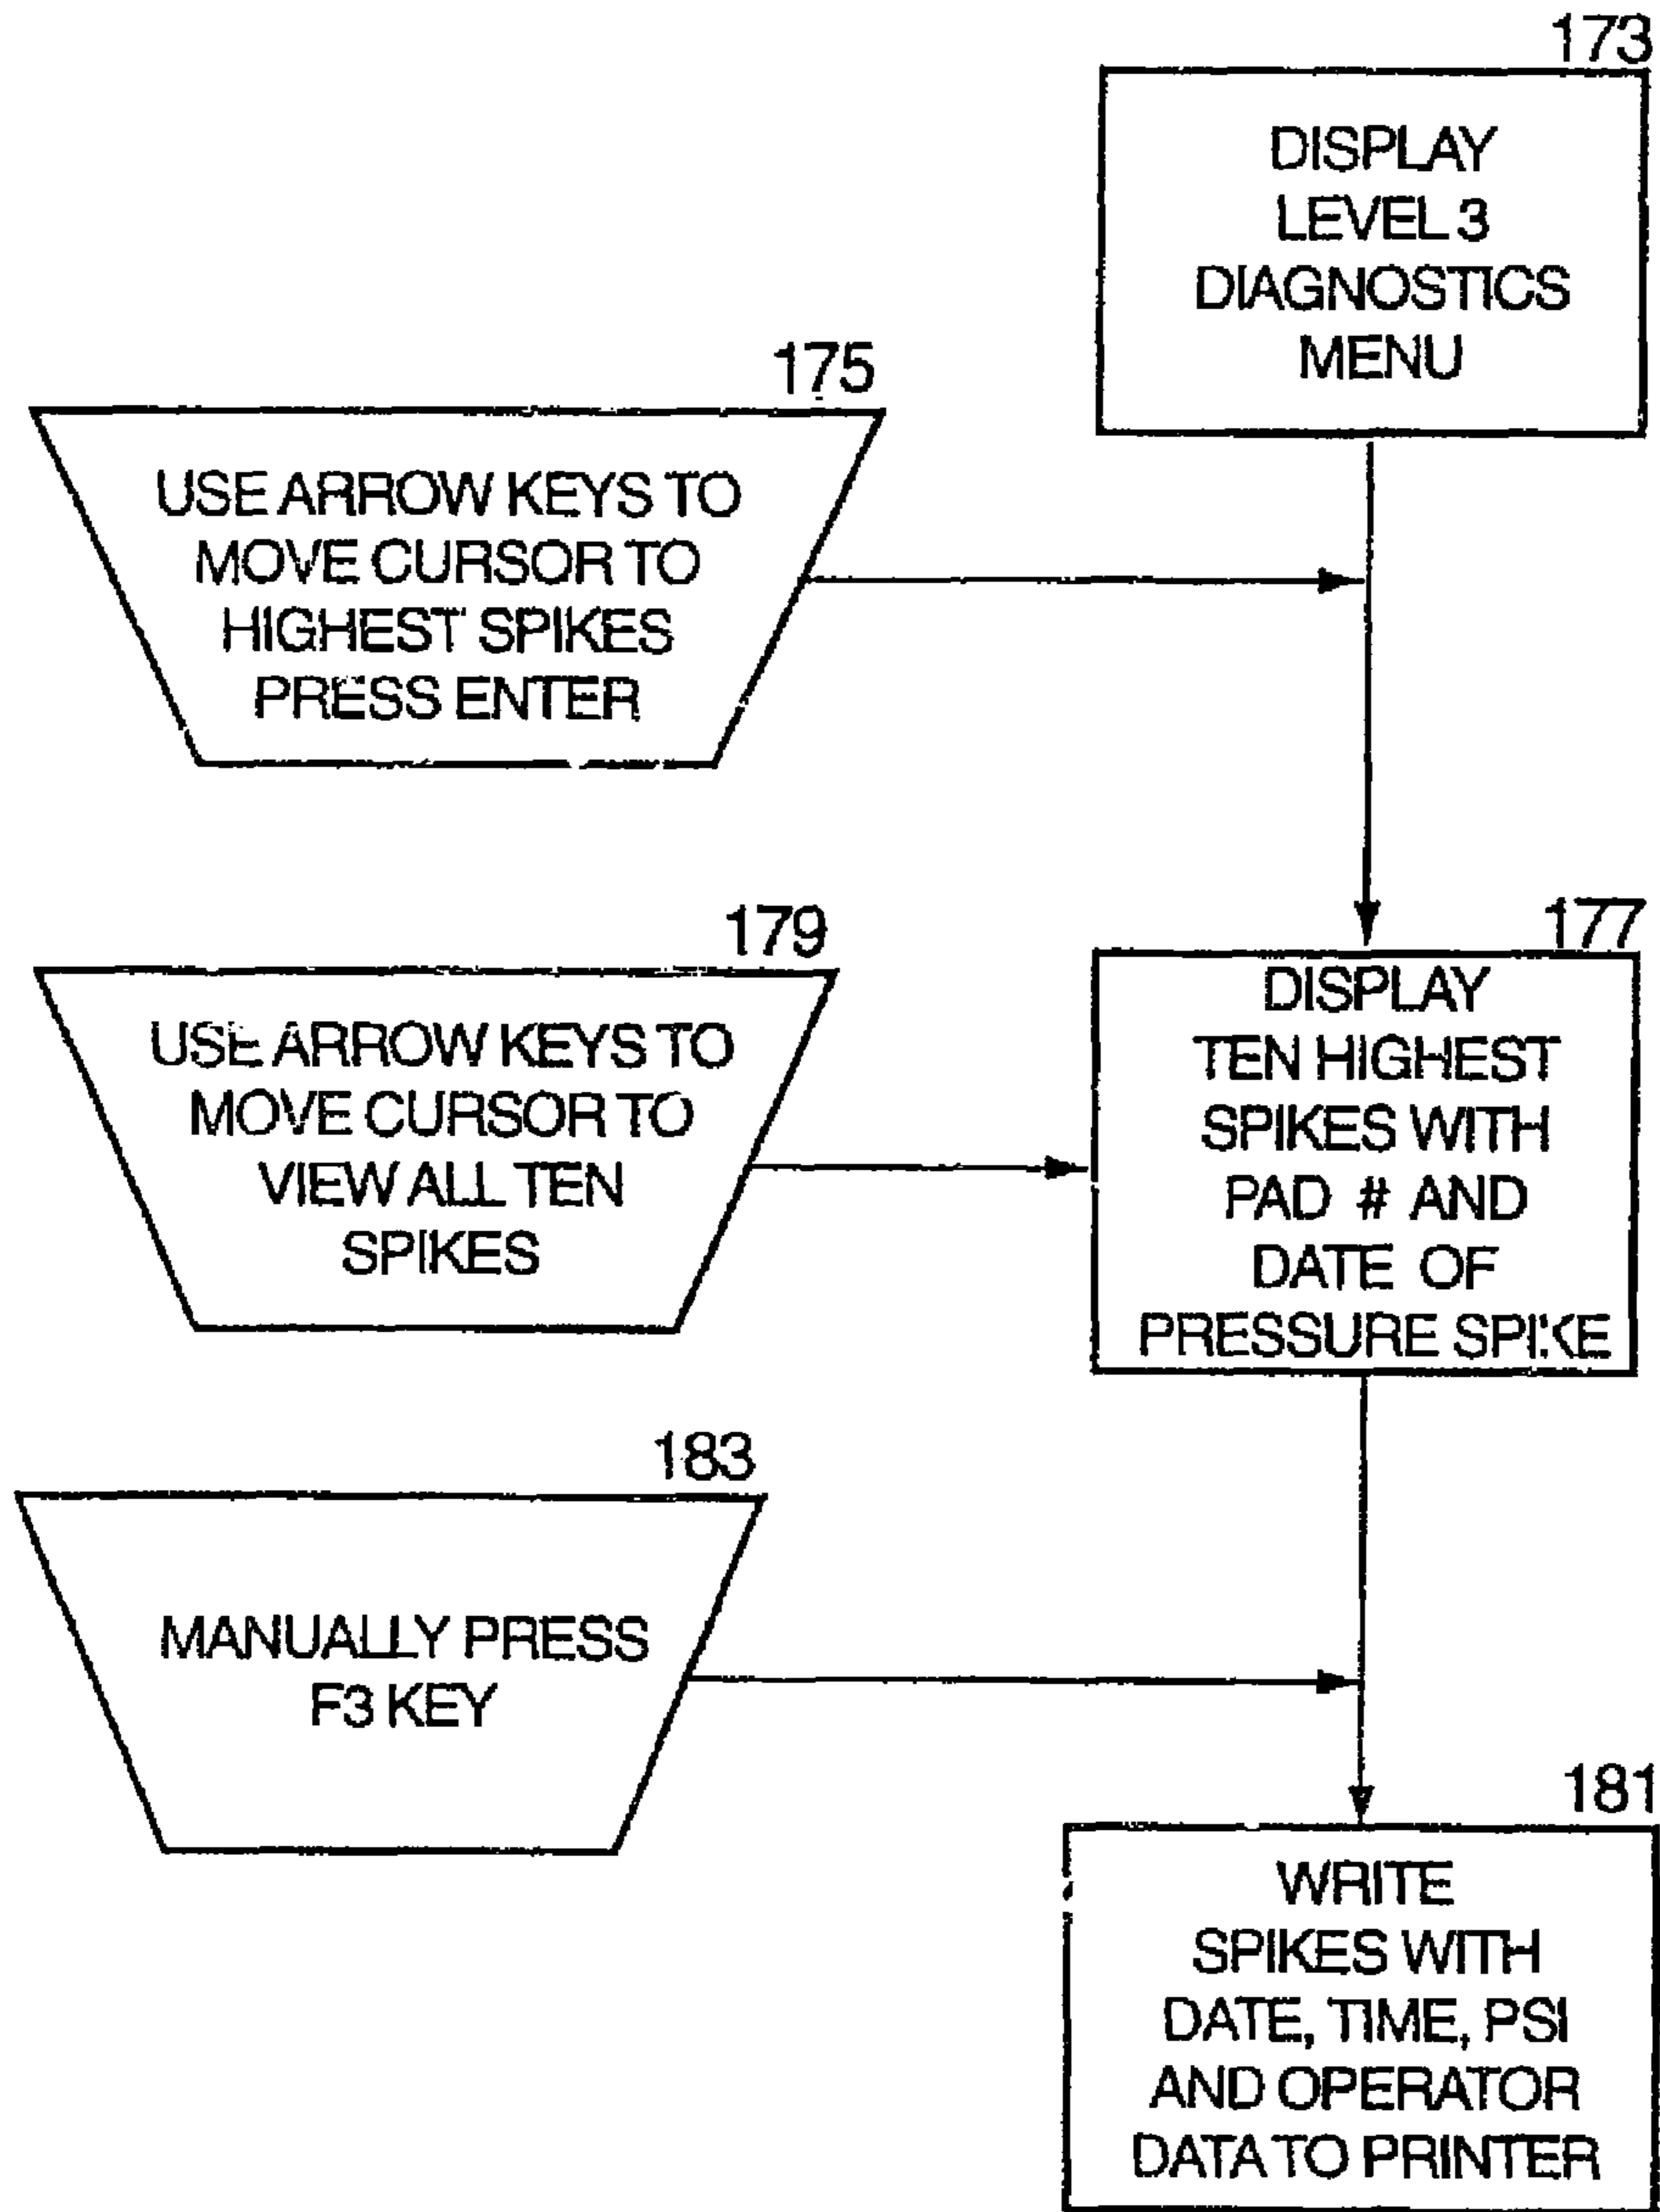 173
DISPLAY
LEVEL 3
DIAGNOSTICS
MENU
175
USE ARROW KEYS TO
MOVE CURSOR TO
HIGHEST SPIKES
PRESS ENTER
177
DISPLAY
TEN HIGHEST
SPIKES WITH
PAD # AND
DATE OF
PRESSURE SPIKE
179
USE ARROW KEYS TO
MOVE CURSOR TO
VIEW ALL TEN
SPIKES
183
MANUALLY PRESS
F3 KEY
181
WRITE
SPIKES WITH
DATE, TIME, PSI
AND OPERATOR
DATA TO PRINTER